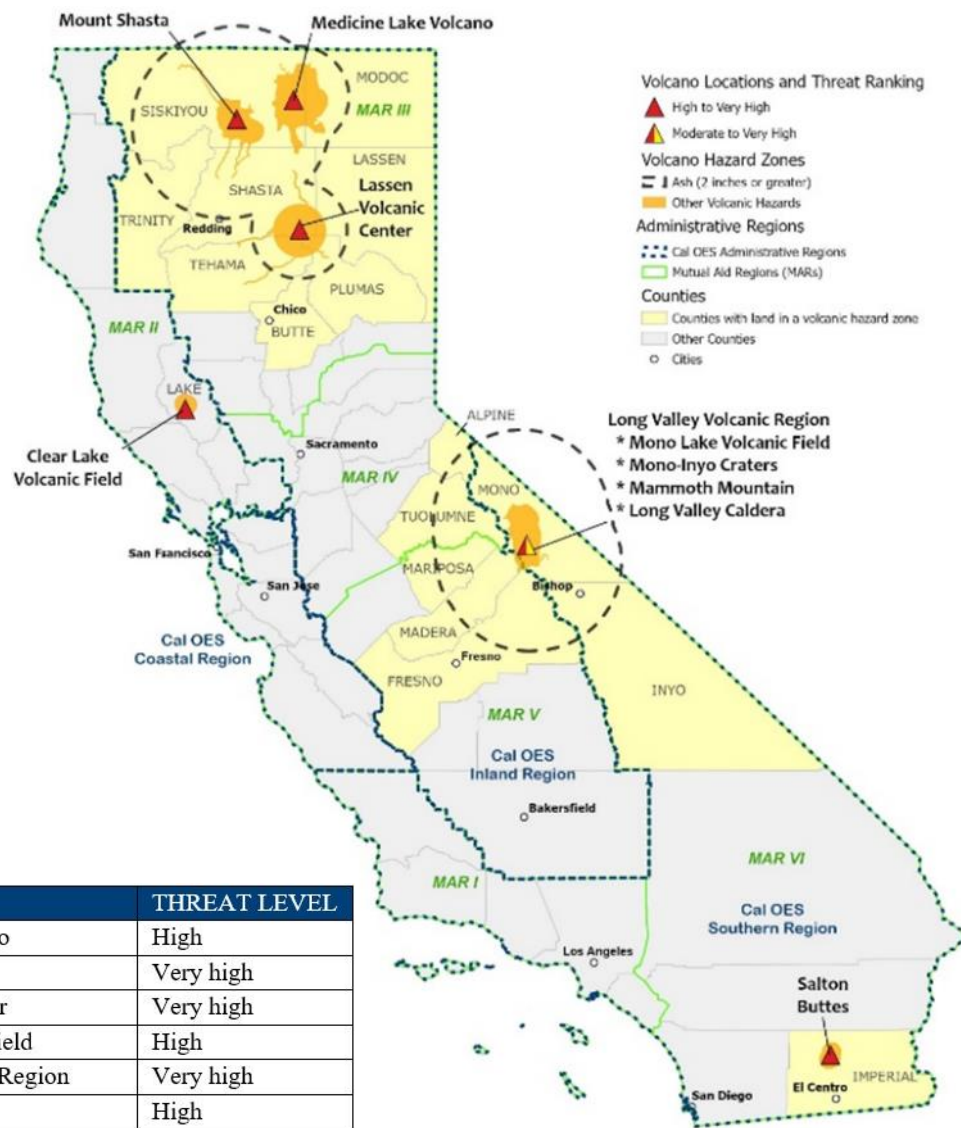 Mount Shasta
Medicine Lake Volcano
MODOC
SISKIYOU
MAR III
LASSEN
SHASTA
Lassen
Volcanic
Center
TRINITY
Redding
TEHAMA
PLUMAS
Chico
BUTTE
MAR II
LAKE
Clear Lake
Volcanic Field
Sacramento
ALPINE
MAR IV
MONO
TUOLUMNE
MARIPOSA
San Francisco
San Jose
Bishop
MADERA
Fresno
FRESNO
INYO
Cal OES
Coastal Region
MAR V
Cal OES
Inland Region
Bakersfield
MAR I
MAR VI
Cal OES
Southern Region
Los Angeles
Salton
Buttes
IMPERIAL
El Centro
San Diego
Volcano Locations and Threat Ranking
High to Very High
Moderate to Very High
Volcano Hazard Zones
Ash (2 inches or greater)
Other Volcanic Hazards
Administrative Regions
Cal OES Administrative Regions
Mutual Aid Regions (MARs)
Counties
Counties with land in a volcanic hazard zone
Other Counties
Cities
Long Valley Volcanic Region
* Mono Lake Volcanic Field
* Mono-Inyo Craters
* Mammoth Mountain
* Long Valley Caldera
THREAT LEVEL
o High
Very high
r Very high
ield High
Region Very high
High